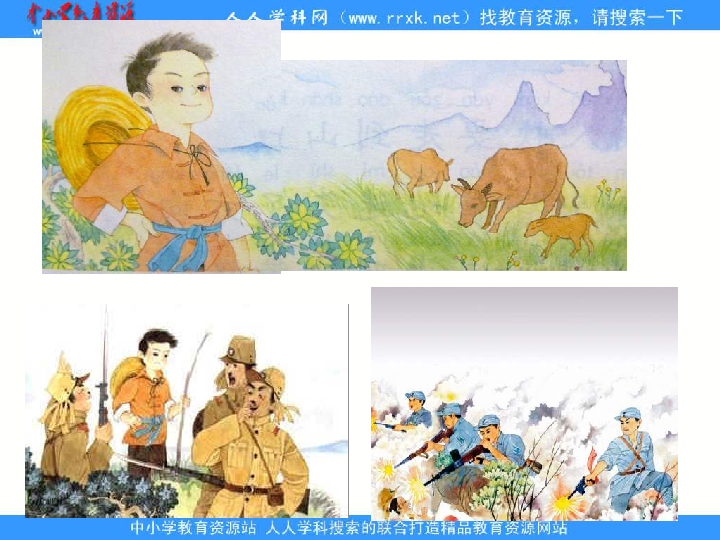 中小学教育资源
人人学科网（www.rrxk.net）找教育资源，请搜索一下
中小学教育资源站 人人学科搜索的联合打造精品教育资源网站